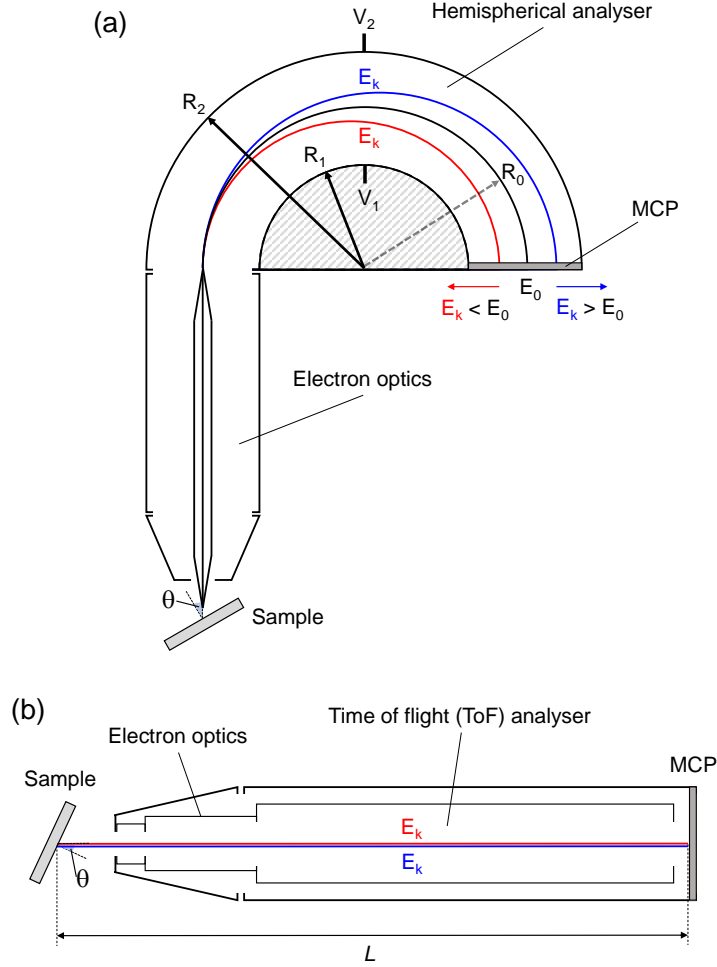 (a)
V2
Hemispherical analyser
Ek
R2
Ek
R1
R0
V1
MCP
E0
Ek < E0
Ek > E0
Electron optics
θ
Sample
(b)
Time of flight (ToF) analyser
Electron optics
MCP
Sample
Ek
Ek
θ
L